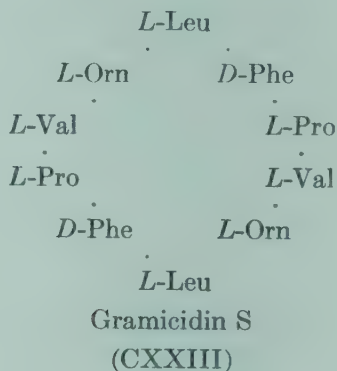 L-Leu
L-Orn D-Phe
L-Val L-Pro
L-Pro L-Val
D-Phe L-Orn
L-Leu
Gramicidin S
(CXXIII)